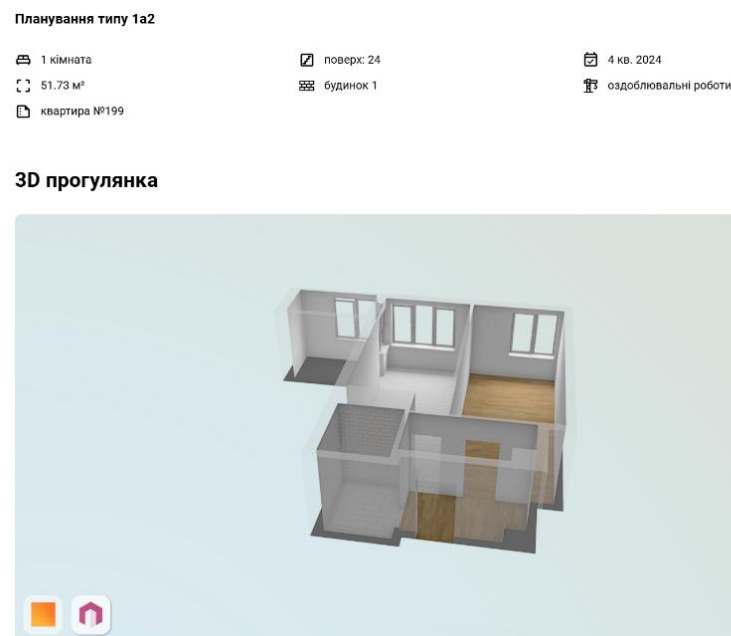 Планування типу 1а2
1 кімната
поверх: 24
4 кв. 2024
51.73 м²
будинок 1
оздоблювальні роботи
квартира №199
3D прогулянка